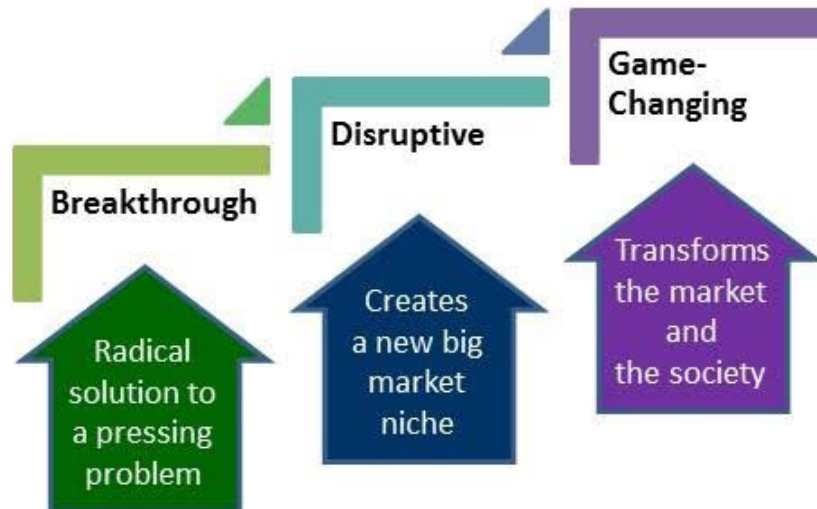 Breakthrough
Radical
solution to
a pressing
problem
Disruptive
Creates
a new big
market
niche
Game-
Changing
Transforms
the market
and
the society